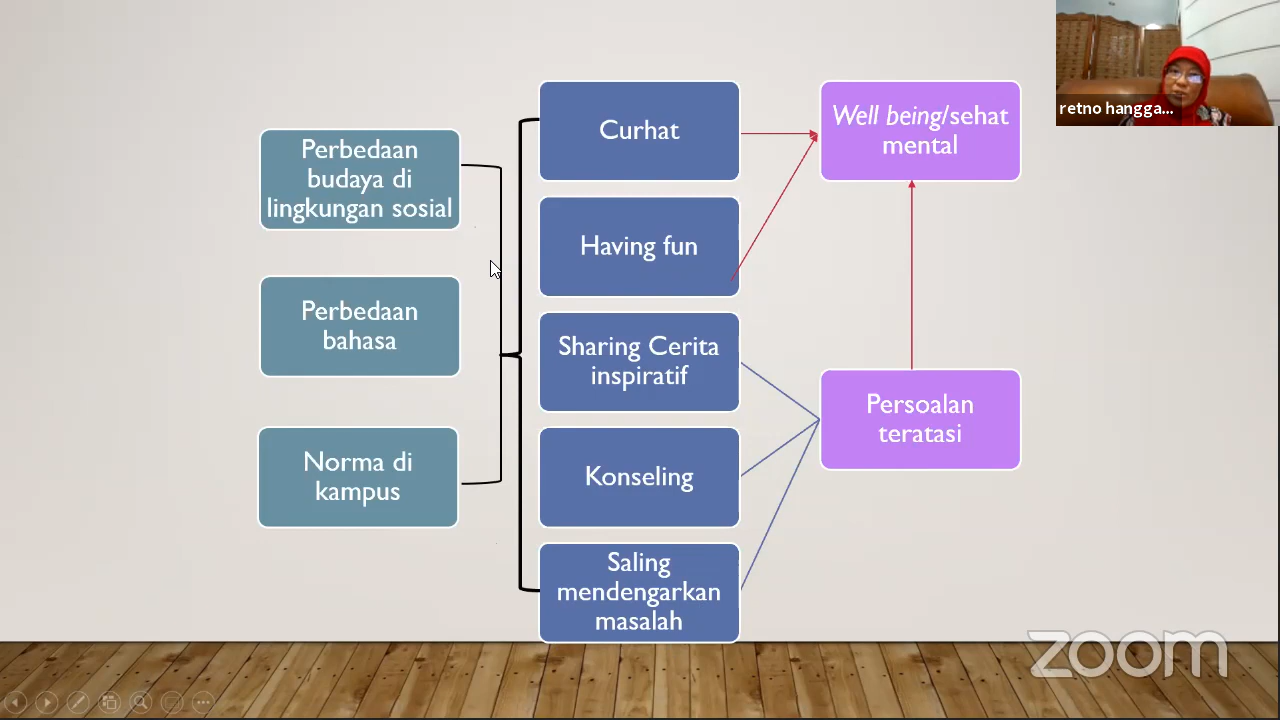 Perbedaan
budaya di
lingkungan sosial
Perbedaan
bahasa
Norma di
kampus
Curhat
Having fun
Sharing Cerita
inspiratif
Konseling
Saling
mendengarkan
masalah
Well being/sehat
mental
Persoalan
teratasi
retno hangga...
zoom